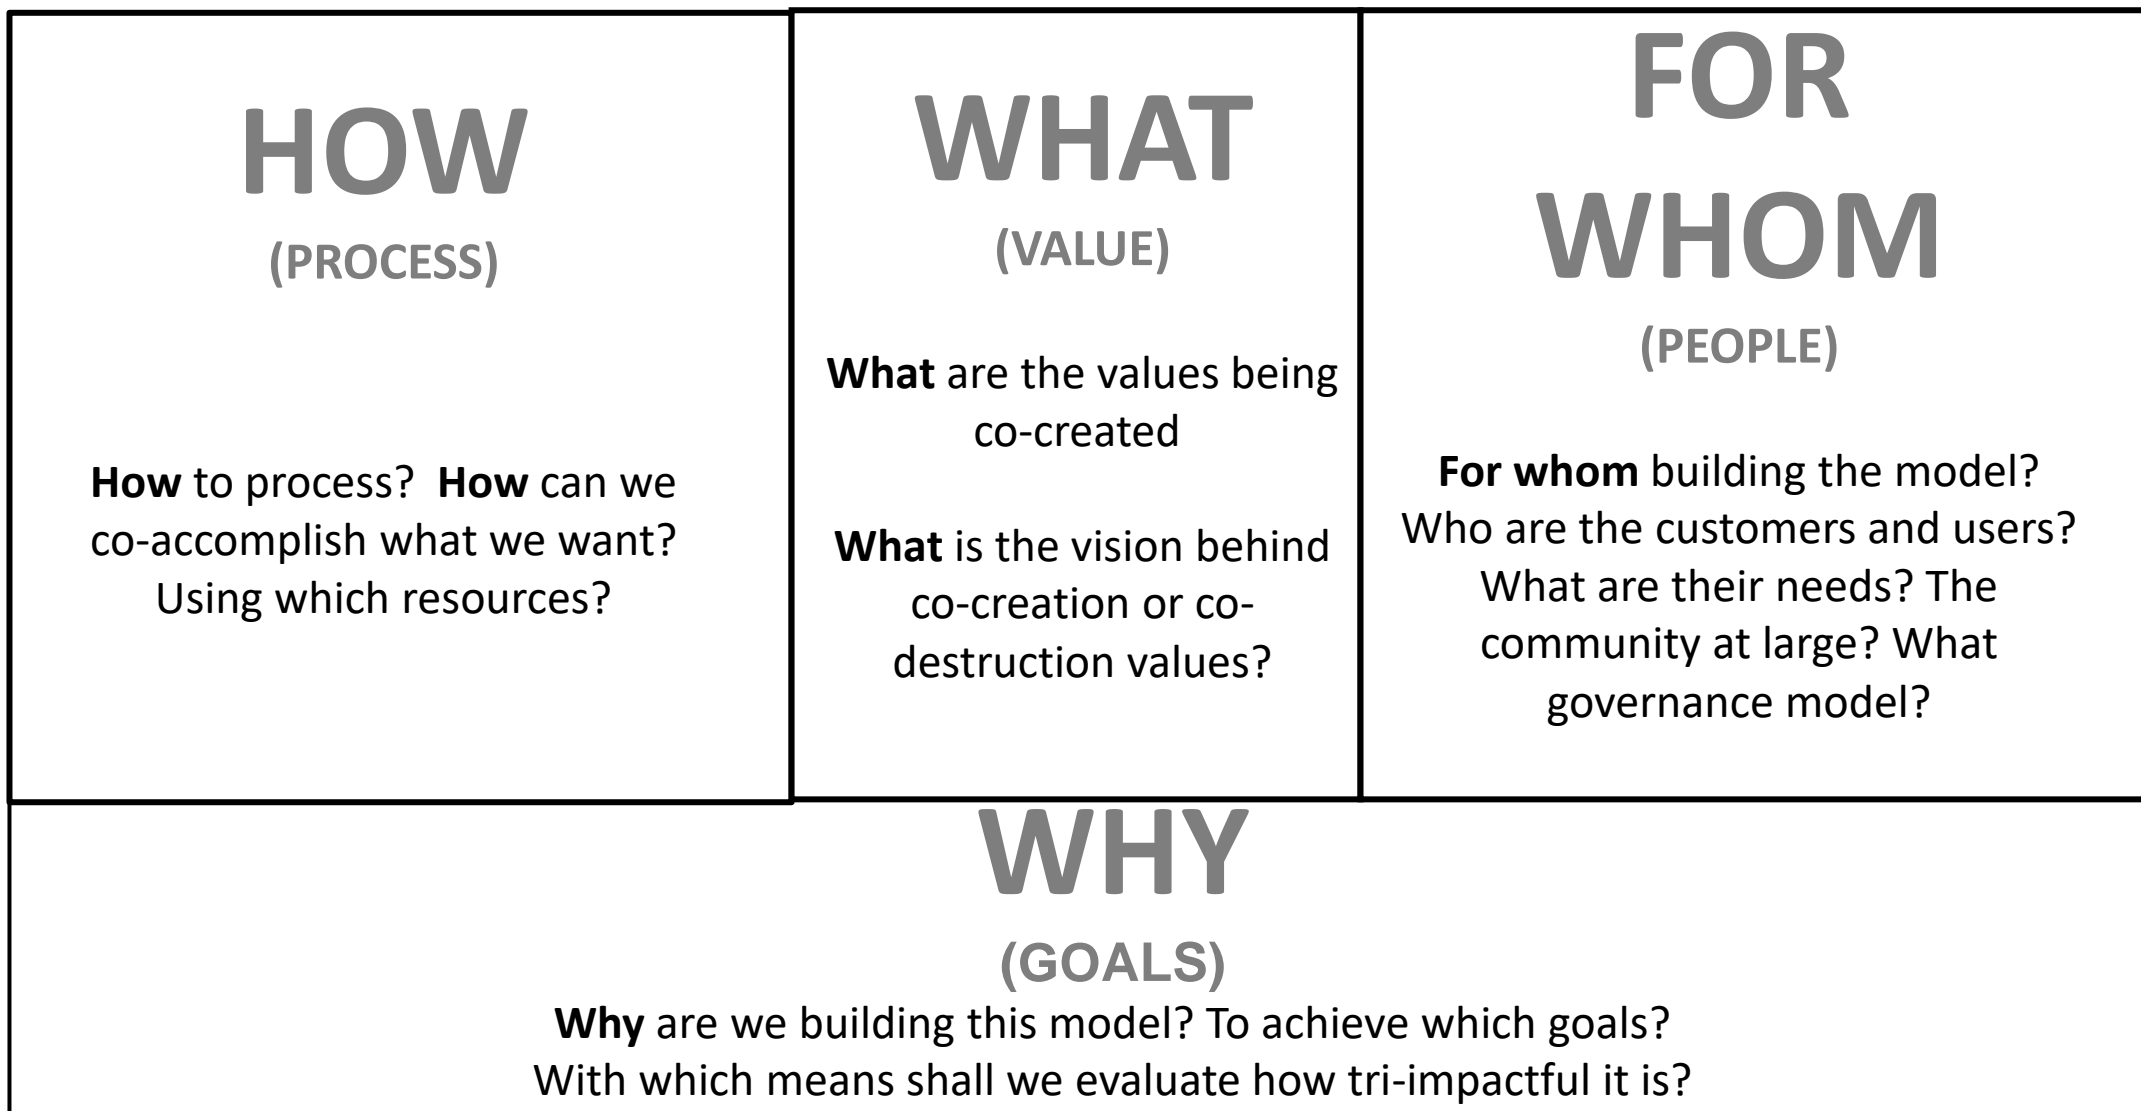 HOW
(PROCESS)
How to process?  How can we
co-accomplish what we want?
Using which resources?
WHAT
(VALUE)
What are the values being
co-created
What is the vision behind
co-creation or co-
destruction values?
FOR
WHOM
(PEOPLE)
For whom building the model?
Who are the customers and users?
What are their needs? The
community at large? What
governance model?
WHY
(GOALS)
Why are we building this model? To achieve which goals?
With which means shall we evaluate how tri-impactful it is?